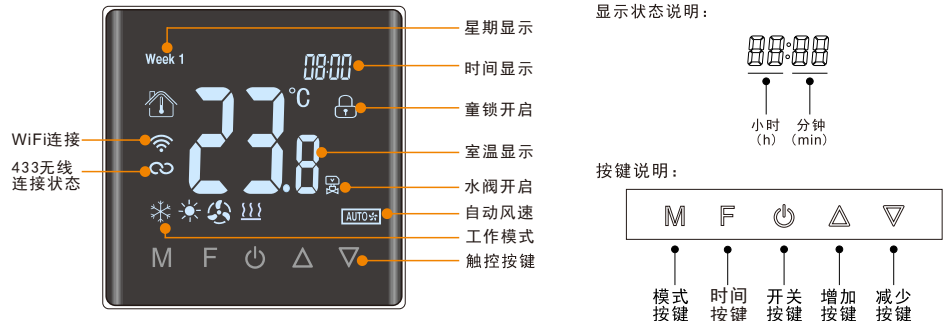 Week 1
08:00
23.8
℃
AUTO
M F
星期显示
时间显示
童锁开启
室温显示
水阀开启
自动风速
工作模式
触控按键
WiFi连接
433无线
连接状态
显示状态说明：
88:88
小时
（h）
分钟
（min）
按键说明：
M F
模式
按键
时间
按键
开关
按键
增加
按键
减少
按键